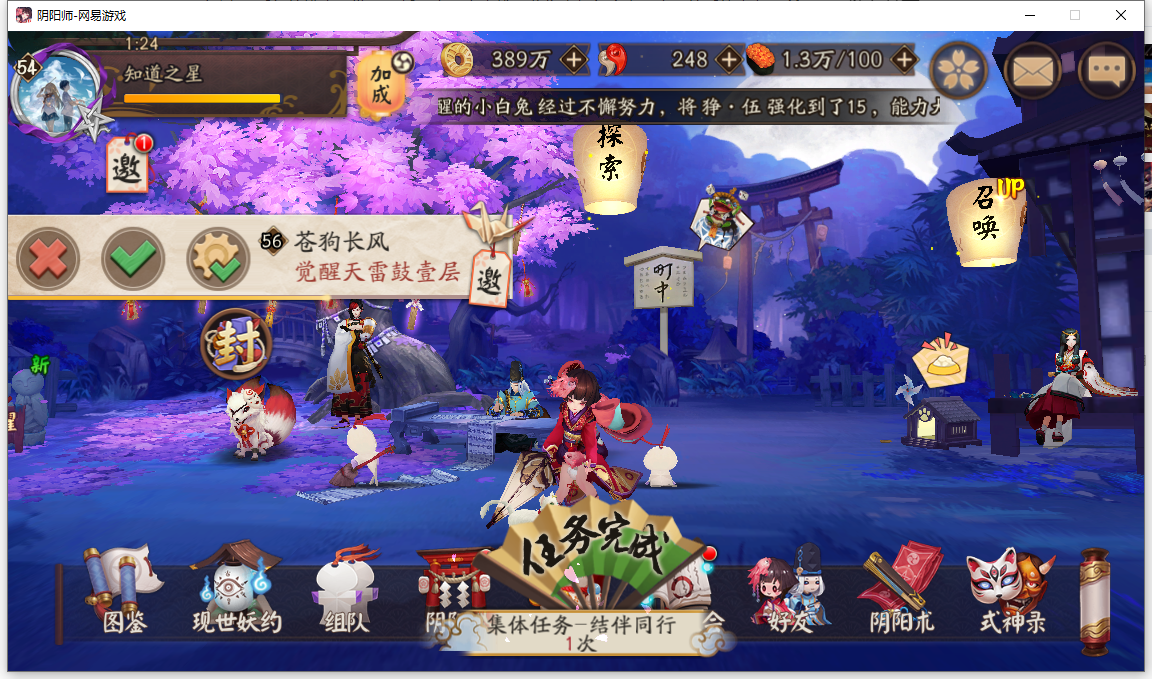 阴阳师-网易游戏
1:24
54
知道之星
加成
389万
248
1.3万/100
醒的小白兔 经过不懈努力，将 狰·伍 强化到了15，能力大
邀
1
探索
召唤
UP
56 苍狗长风
觉醒天雷鼓壹层
邀
町中
封
新
醒
任务完成
图鉴
现世妖约
组队
阴
会
好友
阴阳术
式神录
集体任务-结伴同行
1次